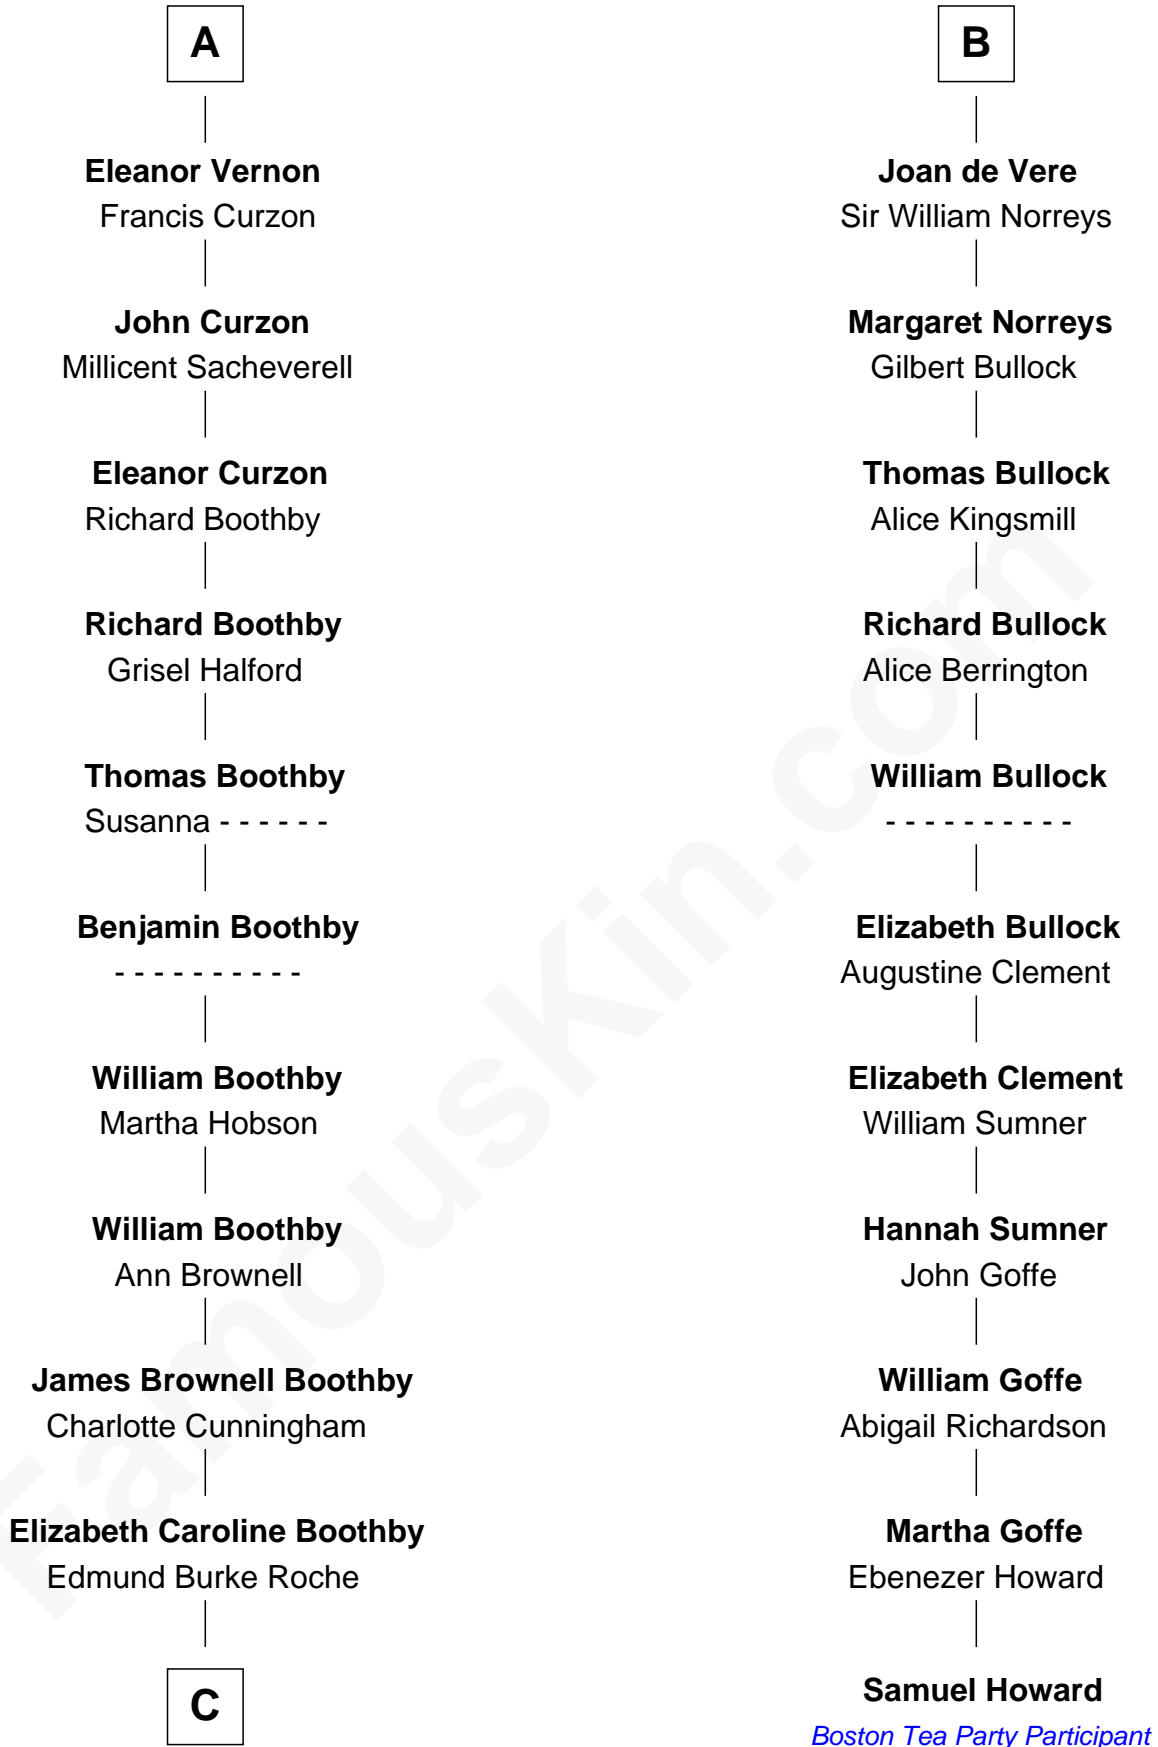 A
Eleanor Vernon
Francis Curzon
John Curzon
Millicent Sacheverell
Eleanor Curzon
Richard Boothby
Richard Boothby
Grisel Halford
Thomas Boothby
Susanna - - - - - -
Benjamin Boothby
- - - - - - - - - -
William Boothby
Martha Hobson
William Boothby
Ann Brownell
James Brownell Boothby
Charlotte Cunningham
Elizabeth Caroline Boothby
Edmund Burke Roche
C
B
Joan de Vere
Sir William Norreys
Margaret Norreys
Gilbert Bullock
Thomas Bullock
Alice Kingsmill
Richard Bullock
Alice Berrington
William Bullock
- - - - - - - - - -
Elizabeth Bullock
Augustine Clement
Elizabeth Clement
William Sumner
Hannah Sumner
John Goffe
William Goffe
Abigail Richardson
Martha Goffe
Ebenezer Howard
Samuel Howard
Boston Tea Party Participant
FamousKin.com